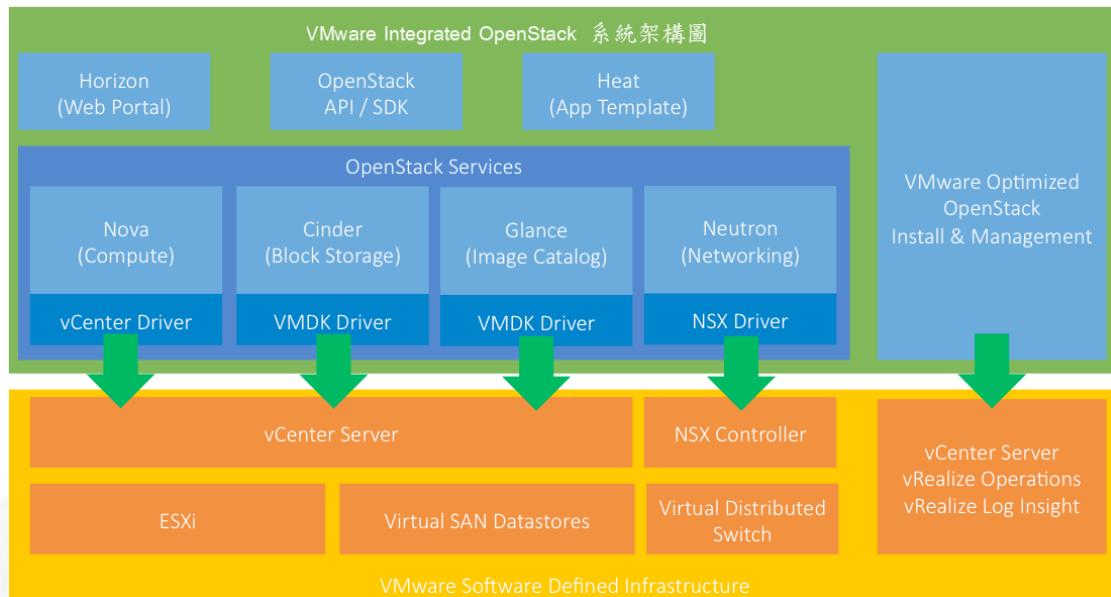 VMware Integrated OpenStack 系統架構圖
Horizon
(Web Portal)
OpenStack
API / SDK
Heat
(App Template)
VMware Optimized
OpenStack
Install & Management
OpenStack Services
Nova
(Compute)
Cinder
(Block Storage)
Glance
(Image Catalog)
Neutron
(Networking)
vCenter Driver
VMDK Driver
VMDK Driver
NSX Driver
vCenter Server
NSX Controller
vCenter Server
vRealize Operations
vRealize Log Insight
ESXi
Virtual SAN Datastores
Virtual Distributed
Switch
VMware Software Defined Infrastructure